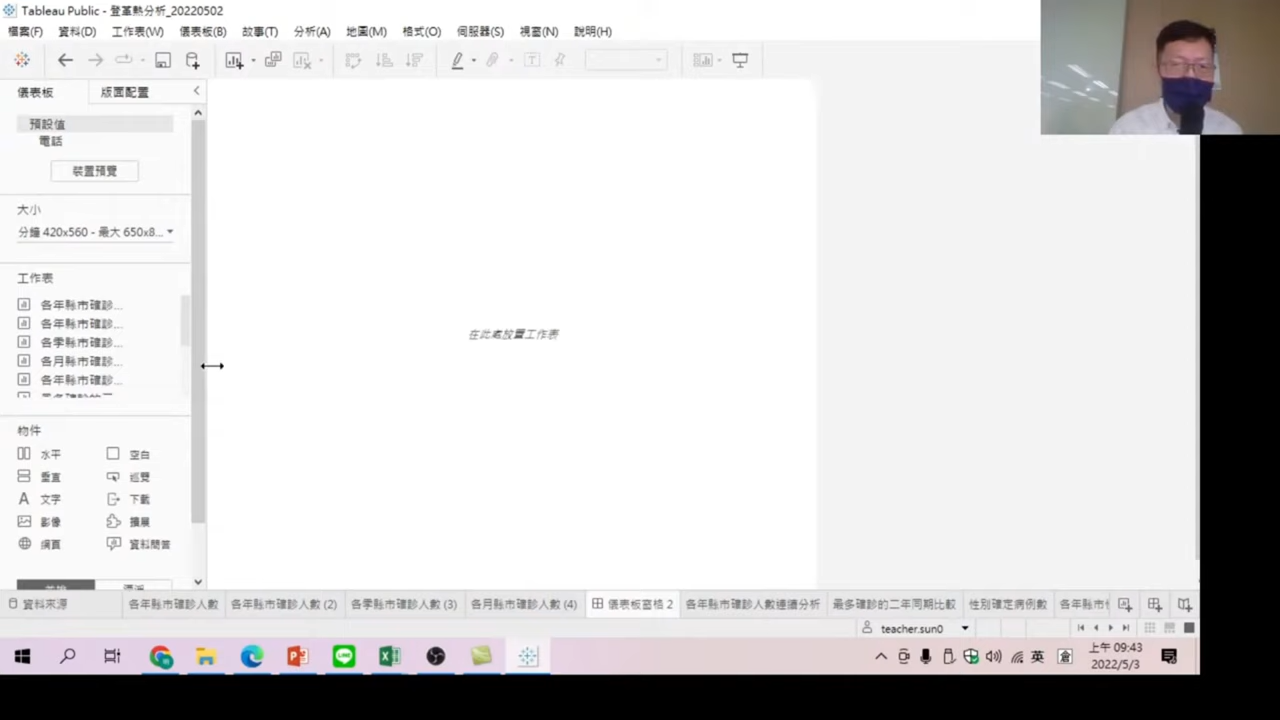 Tableau Public - 登革熱分析_20220502
檔案(F) 資料(D) 工作表(W) 儀表板(B) 故事(T) 分析(A) 地圖(M) 格式(O) 伺服器(S) 視窗(N) 說明(H)
儀表板 版面配置
預設值
電話
裝置預覽
大小
分鐘 420x560 - 最大 650x8...
工作表
各年縣市確診...
各年縣市確診...
各季縣市確診...
各月縣市確診...
各年縣市確診...
在此處放置工作表
物件
水平 空白
垂直 巡覽
文字 下載
影像 擴展
網頁 資料問答
資料來源 各年縣市確診人數 各年縣市確診人數 (2) 各季縣市確診人數 (3) 各月縣市確診人數 (4) 儀表板窗格 2 各年縣市確診人數連續分析 最多確診的二年同期比較 性別確定病例數 各年縣市
teacher.sun0
英
上午 09:43
2022/5/3